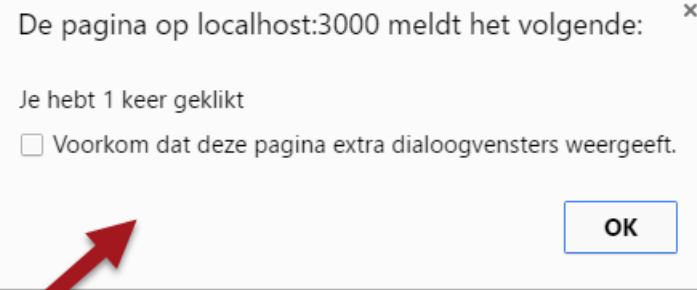 De pagina op localhost:3000 meldt het volgende:
Je hebt 1 keer geklikt
Voorkom dat deze pagina extra dialoogvensters weergeeft.
OK